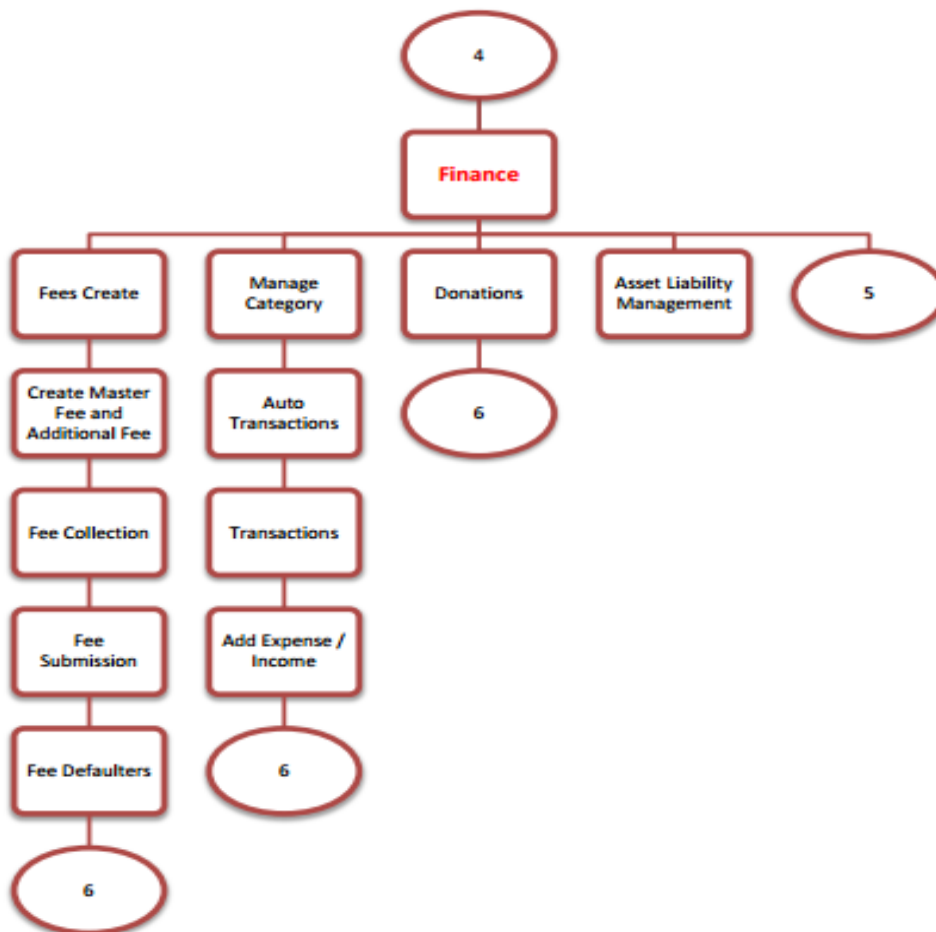 4
Finance
Fees Create
Manage
Category
Donations
Asset Liability
Management
5
Create Master
Fee and
Additional Fee
Auto
Transactions
6
Fee Collection
Transactions
Fee
Submission
Add Expense /
Income
Fee Defaulters
6
6